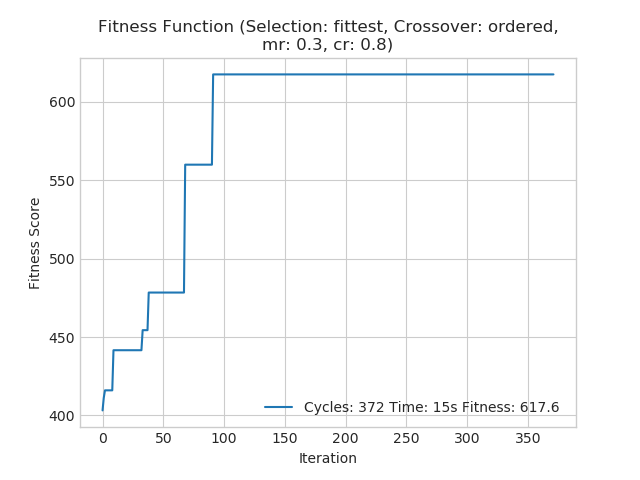 Fitness Function (Selection: fittest, Crossover: ordered,
mr: 0.3, cr: 0.8)
600
550
500
450
400
Fitness Score
Cycles: 372 Time: 15s Fitness: 617.6
0 50 100 150 200 250 300 350
Iteration